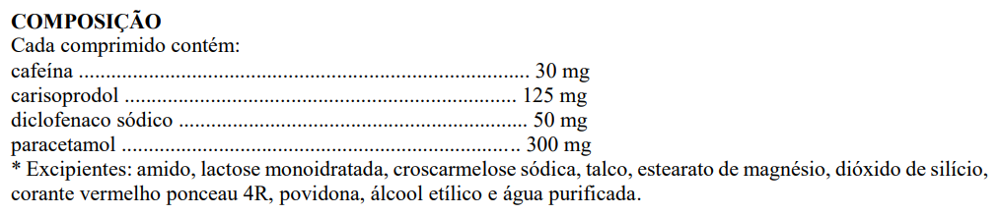 COMPOSIÇÃO
Cada comprimido contém:
cafeína .................................................................................... 30 mg
carisoprodol ......................................................................... 125 mg
diclofenaco sódico ................................................................. 50 mg
paracetamol .......................................................................... 300 mg
* Excipientes: amido, lactose monoidratada, croscarmelose sódica, talco, estearato de magnésio, dióxido de silício,
corante vermelho ponceau 4R, povidona, álcool etílico e água purificada.